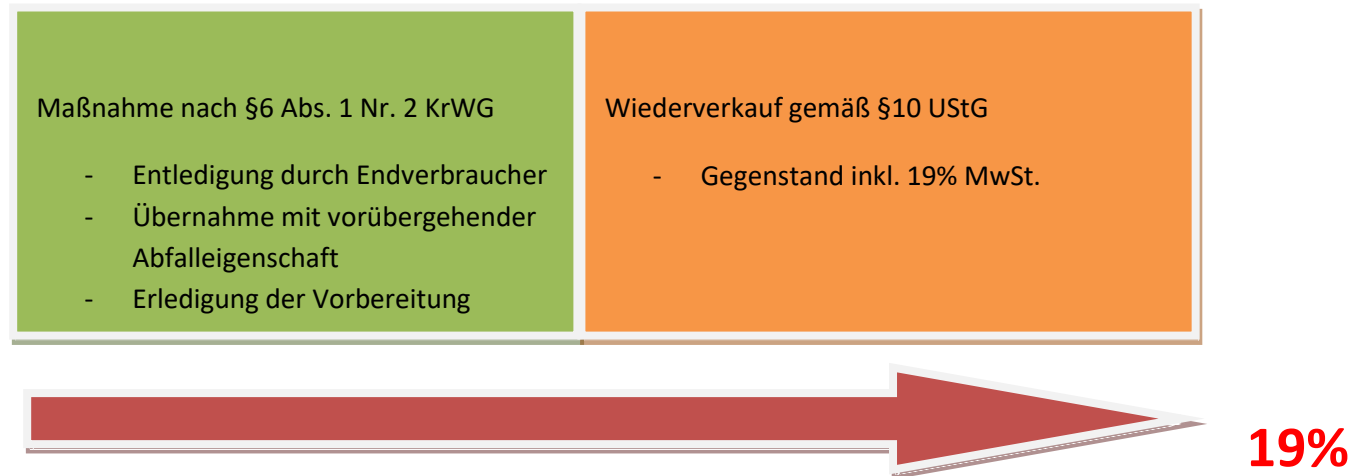 Maßnahme nach §6 Abs. 1 Nr. 2 KrWG
- Entledigung durch Endverbraucher
- Übernahme mit vorübergehender
Abfalleigenschaft
- Erledigung der Vorbereitung
Wiederverkauf gemäß §10 UStG
- Gegenstand inkl. 19% MwSt.
19%